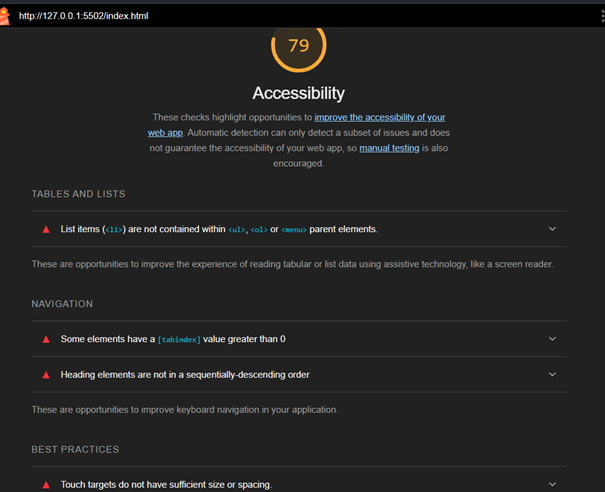 http://127.0.0.1:5502/index.html
79
Accessibility
These checks highlight opportunities to improve the accessibility of your
web app. Automatic detection can only detect a subset of issues and does
not guarantee the accessibility of your web app, so manual testing is also
encouraged.
TABLES AND LISTS
List items (<li>) are not contained within <ul>, <ol> or <menu> parent elements.
These are opportunities to improve the experience of reading tabular or list data using assistive technology, like a screen reader.
NAVIGATION
Some elements have a [tabindex] value greater than 0
Heading elements are not in a sequentially-descending order
These are opportunities to improve keyboard navigation in your application.
BEST PRACTICES
Touch targets do not have sufficient size or spacing.